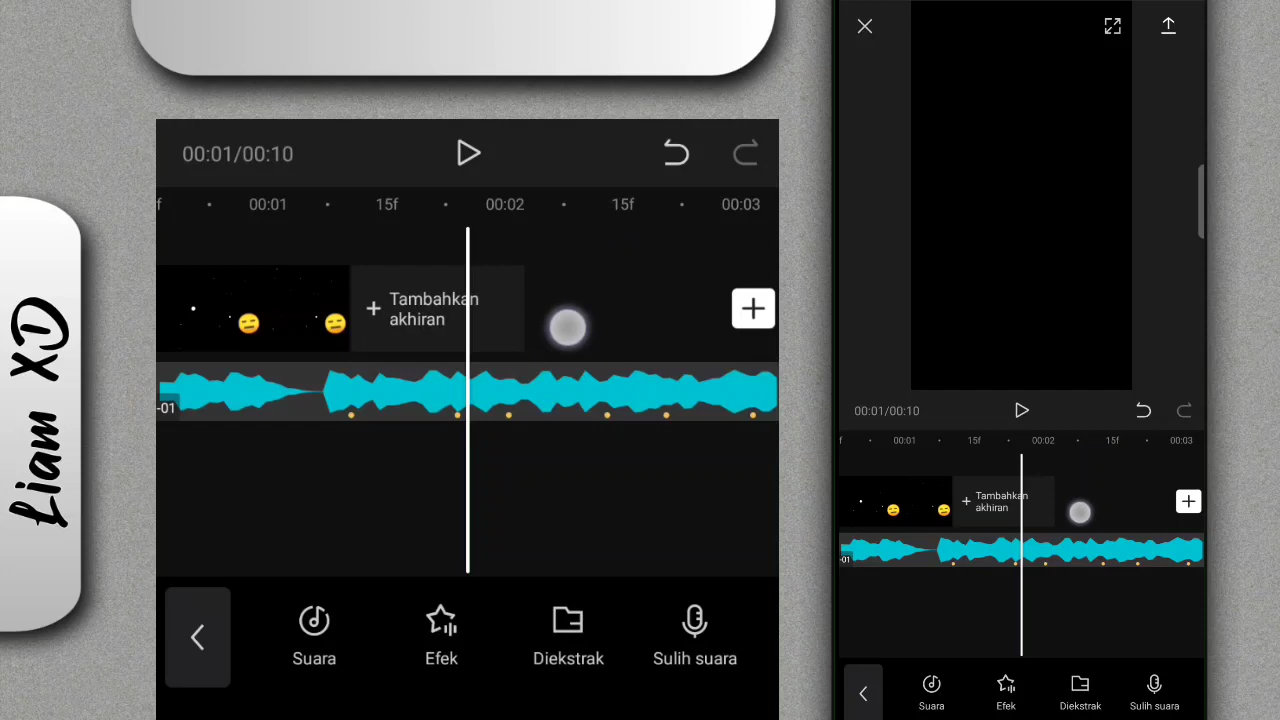 Liam XD
00:01/00:10
f
00:01
15f
00:02
15f
00:03
+ Tambahkan
akhiran
-01
Suara
Efek
Diekstrak
Sulih suara
00:01/00:10
f
00:01
15f
00:02
15f
00:03
+ Tambahkan
akhiran
-01
Suara
Efek
Diekstrak
Sulih suara